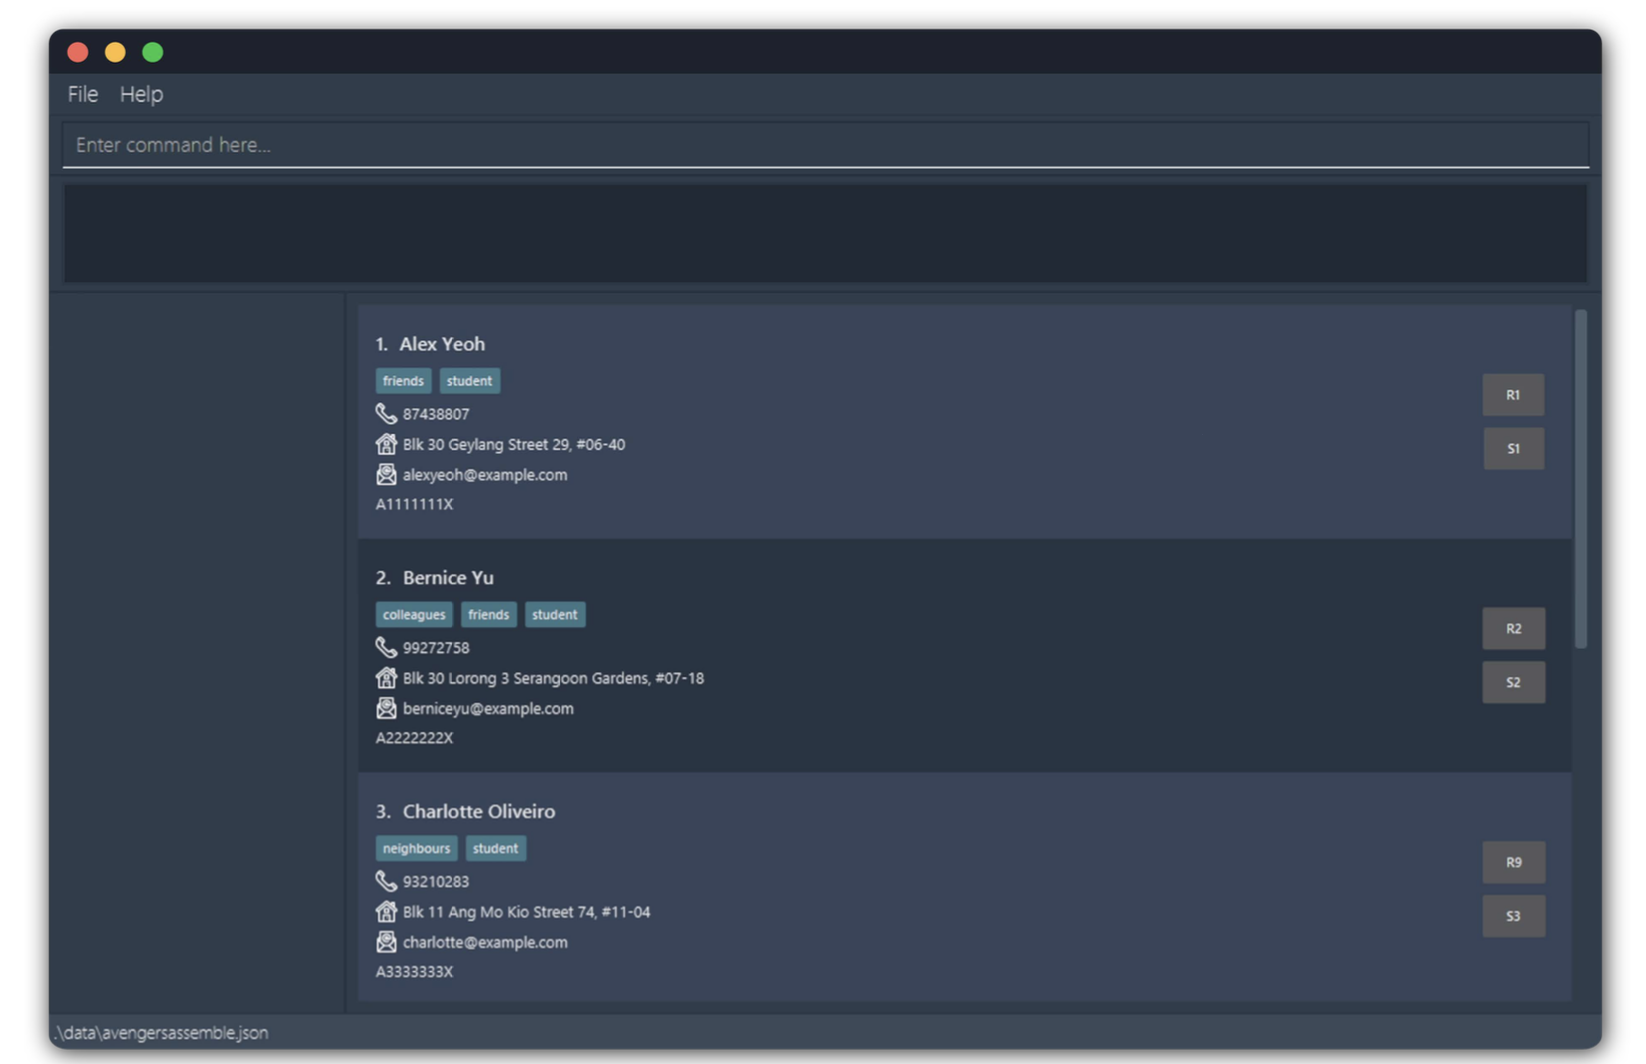 File Help
Enter command here...
1. Alex Yeoh
friends student
87438807
Blk 30 Geylang Street 29, #06-40
alexyeoh@example.com
A1111111X
R1
S1
2. Bernice Yu
colleagues friends student
99272758
Blk 30 Lorong 3 Serangoon Gardens, #07-18
berniceyu@example.com
A2222222X
R2
S2
3. Charlotte Oliveiro
neighbours student
93210283
Blk 11 Ang Mo Kio Street 74, #11-04
charlotte@example.com
A3333333X
R9
S3
.\data\avengersassemble.json